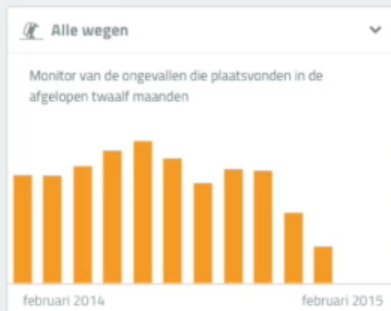 Alle wegen
Monitor van de ongevallen die plaatsvonden in de
afgelopen twaalf maanden
februari 2014
februari 2015